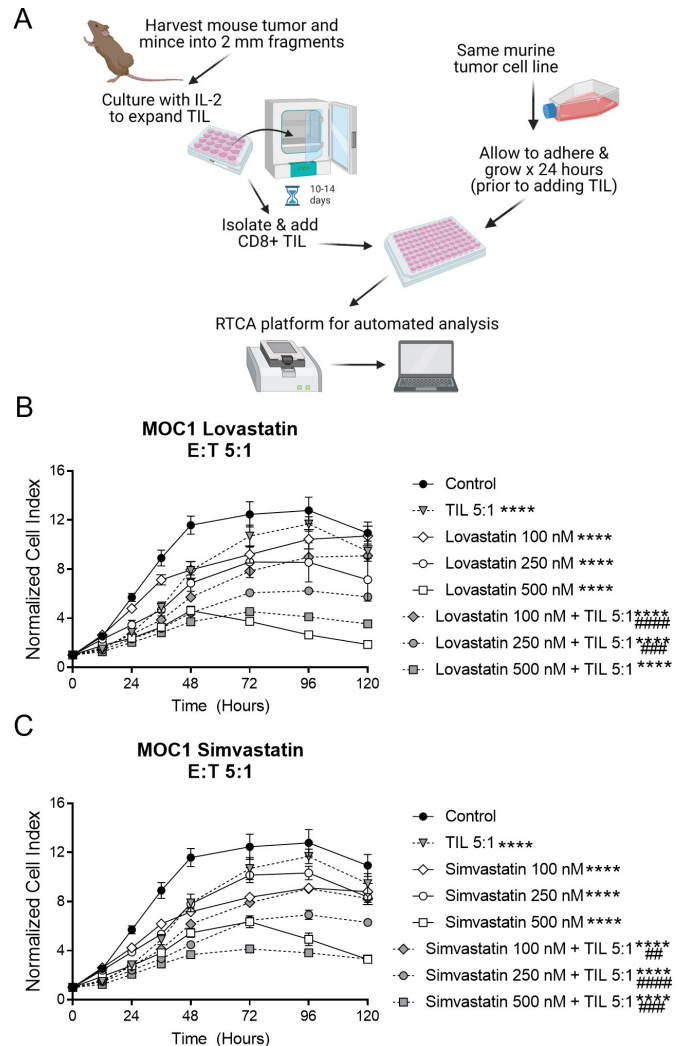 A
Harvest mouse tumor and
mince into 2 mm fragments
Culture with IL-2
to expand TIL
10-14
days
Isolate & add
CD8+ TIL
Same murine
tumor cell line
Allow to adhere &
grow x 24 hours
(prior to adding TIL)
RTCA platform for automated analysis
B
MOC1 Lovastatin
E:T 5:1
Normalized Cell Index
16
12
8
4
0
0
24
48
72
96
120
Time (Hours)
Control
TIL 5:1 ****
Lovastatin 100 nM ****
Lovastatin 250 nM ****
Lovastatin 500 nM ****
Lovastatin 100 nM + TIL 5:1 ****
####
Lovastatin 250 nM + TIL 5:1 ****
###
Lovastatin 500 nM + TIL 5:1 ****
C
MOC1 Simvastatin
E:T 5:1
Normalized Cell Index
16
12
8
4
0
0
24
48
72
96
120
Time (Hours)
Control
TIL 5:1 ****
Simvastatin 100 nM ****
Simvastatin 250 nM ****
Simvastatin 500 nM ****
Simvastatin 100 nM + TIL 5:1 ****
##
Simvastatin 250 nM + TIL 5:1 ****
####
Simvastatin 500 nM + TIL 5:1 ****
###